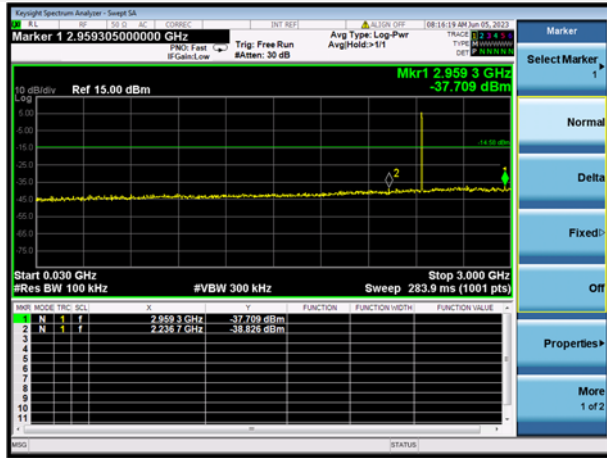 Keysight Spectrum Analyzer - Swept SA
RL RF 50 Ω AC CORREC INT REF ALIGN OFF 08:16:19 AM Jun 05, 2023
Marker 1 2.959305000000 GHz
PNO: Fast Trig: Free Run Avg Type: Log-Pwr TRACE 1 2 3 4 5 6
IFGain:Low #Atten: 30 dB Avg|Hold:>1/1 TYPE M W W W W W
DET P N N N N N
Mkr1 2.959 3 GHz
-37.709 dBm
10 dB/div Ref 15.00 dBm
Log
5.00
-5.00
-15.0
-14.58 dBm
-25.0
2
1
-35.0
-45.0
-55.0
-65.0
-75.0
Start 0.030 GHz Stop 3.000 GHz
#Res BW 100 kHz #VBW 300 kHz Sweep 283.9 ms (1001 pts)
MKR MODE TRC SCL X Y FUNCTION FUNCTION WIDTH FUNCTION VALUE
1 N 1 f 2.959 3 GHz -37.709 dBm
2 N 1 f 2.236 7 GHz -38.826 dBm
3
4
5
6
7
8
9
10
11
MSG STATUS
Marker
Select Marker
1
Normal
Delta
Fixed
Off
Properties
More
1 of 2